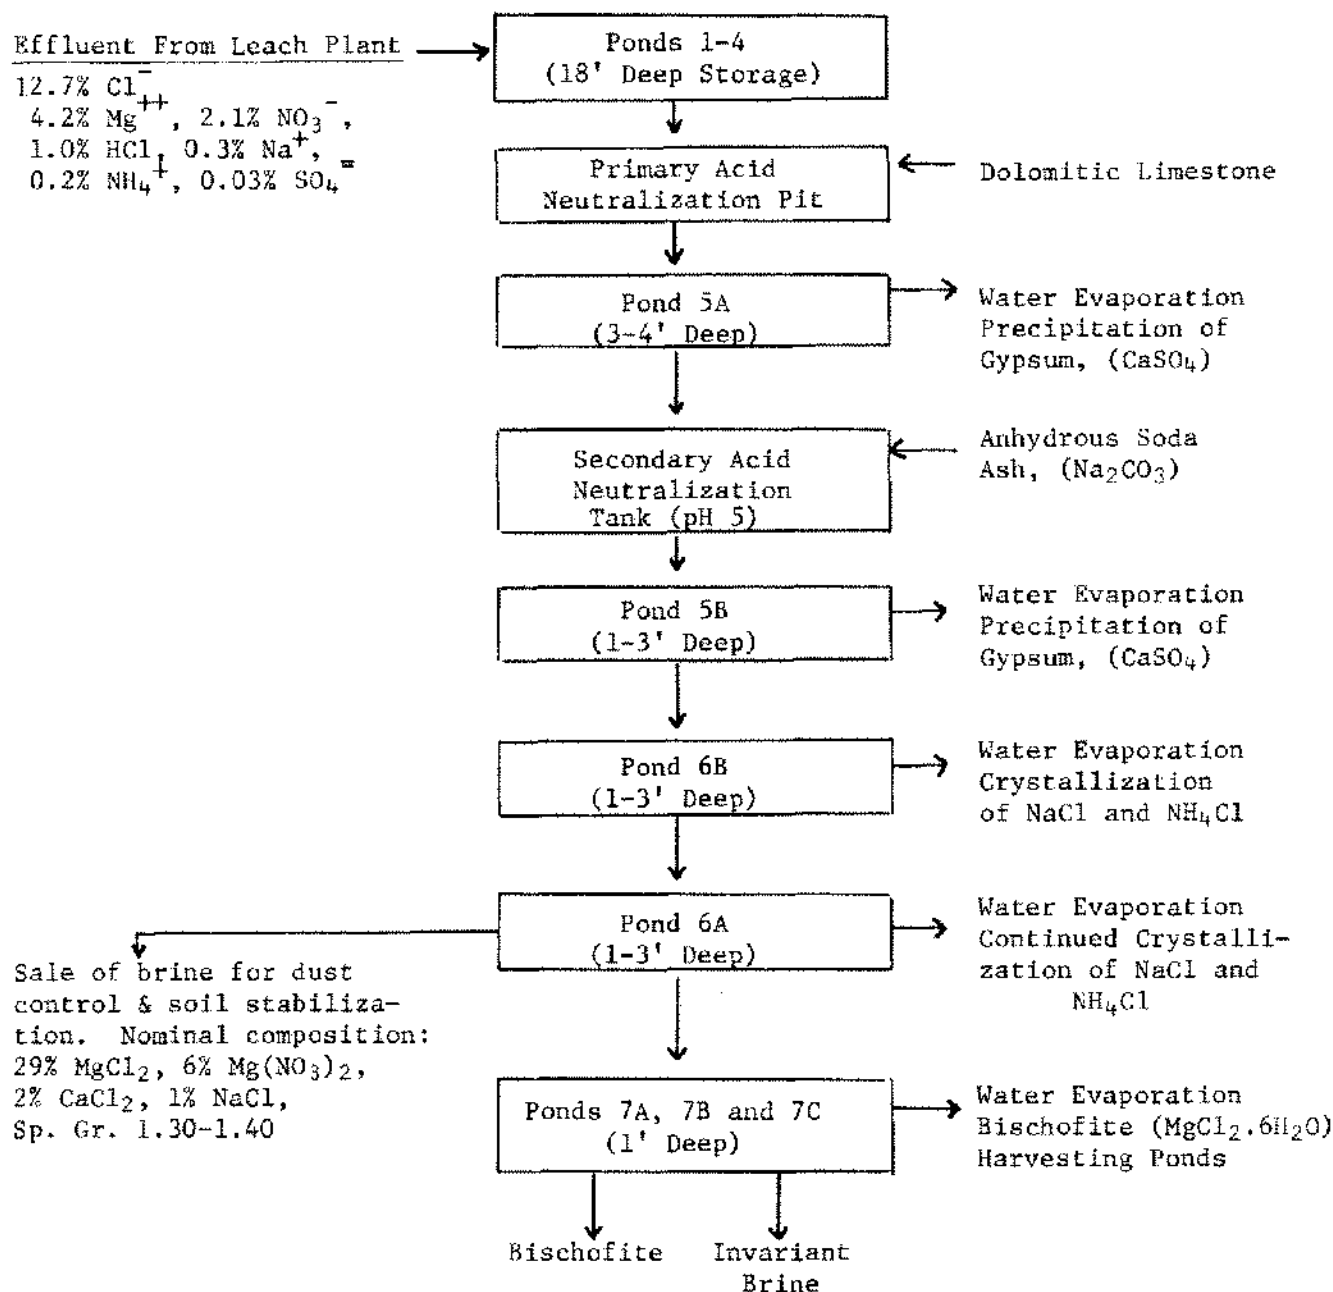 Effluent From Leach Plant
12.7% Cl⁻
4.2% Mg⁺⁺, 2.1% NO₃⁻,
1.0% HCl, 0.3% Na⁺,
0.2% NH₄⁺, 0.03% SO₄⁼
Ponds 1-4
(18' Deep Storage)
Primary Acid
Neutralization Pit
Dolomitic Limestone
Pond 5A
(3-4' Deep)
Water Evaporation
Precipitation of
Gypsum, (CaSO₄)
Secondary Acid
Neutralization
Tank (pH 5)
Anhydrous Soda
Ash, (Na₂CO₃)
Pond 5B
(1-3' Deep)
Water Evaporation
Precipitation of
Gypsum, (CaSO₄)
Pond 6B
(1-3' Deep)
Water Evaporation
Crystallization
of NaCl and NH₄Cl
Pond 6A
(1-3' Deep)
Water Evaporation
Continued Crystalli-
zation of NaCl and
NH₄Cl
Sale of brine for dust
control & soil stabiliza-
tion. Nominal composition:
29% MgCl₂, 6% Mg(NO₃)₂,
2% CaCl₂, 1% NaCl,
Sp. Gr. 1.30-1.40
Ponds 7A, 7B and 7C
(1' Deep)
Water Evaporation
Bischofite (MgCl₂.6H₂O)
Harvesting Ponds
Bischofite
Invariant
Brine